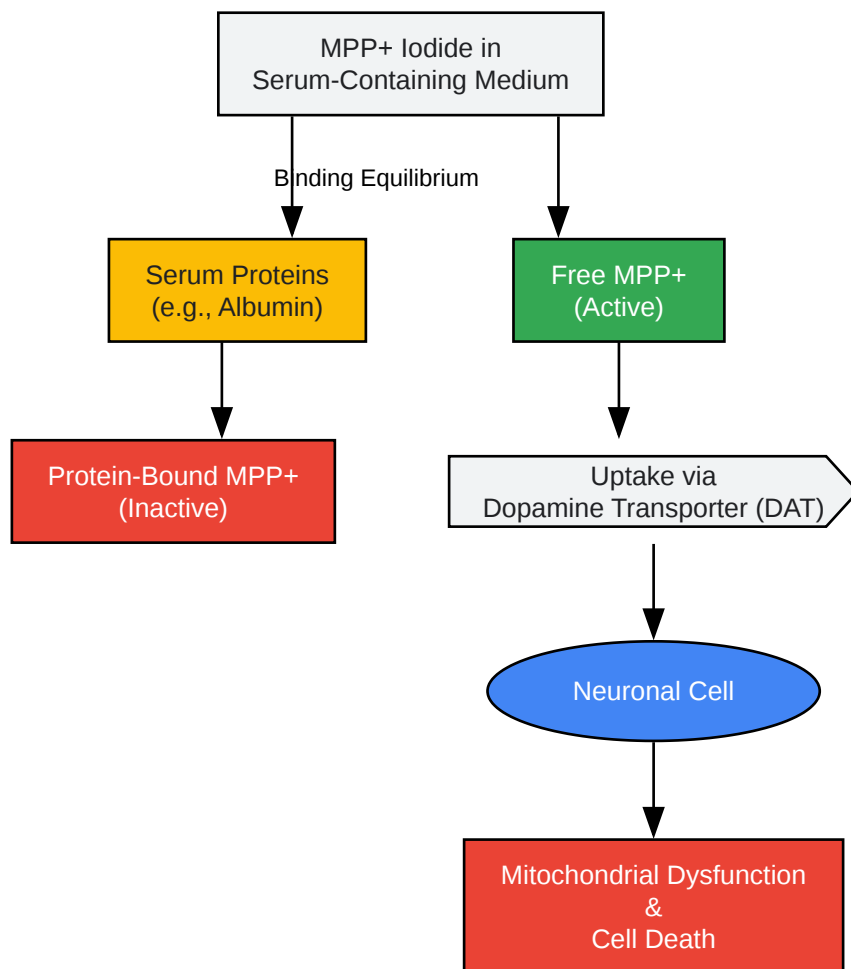 MPP+ Iodide in
Serum-Containing Medium
Binding Equilibrium
Serum Proteins
(e.g., Albumin)
Free MPP+
(Active)
Protein-Bound MPP+
(Inactive)
Uptake via
Dopamine Transporter (DAT)
Neuronal Cell
Mitochondrial Dysfunction
&
Cell Death